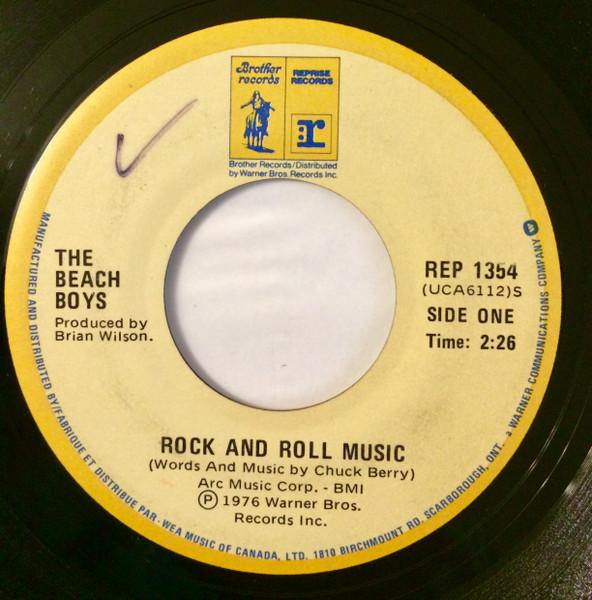 Brother
records
REPRISE
RECORDS
:r
Brother Records/Distributed
by Warner Bros. Records Inc.
THE
BEACH
BOYS
Produced by
Brian Wilson.
REP 1354
(UCA6112)S
SIDE ONE
Time: 2:26
ROCK AND ROLL MUSIC
(Words And Music by Chuck Berry)
Arc Music Corp. - BMI
Ⓟ 1976 Warner Bros.
Records Inc.
MANUFACTURED AND DISTRIBUTED BY/FABRIQUE ET DISTRIBUE PAR - WEA MUSIC OF CANADA, LTD. 1810 BIRCHMOUNT RD. SCARBOROUGH, ONT. a WARNER COMMUNICATIONS COMPANY